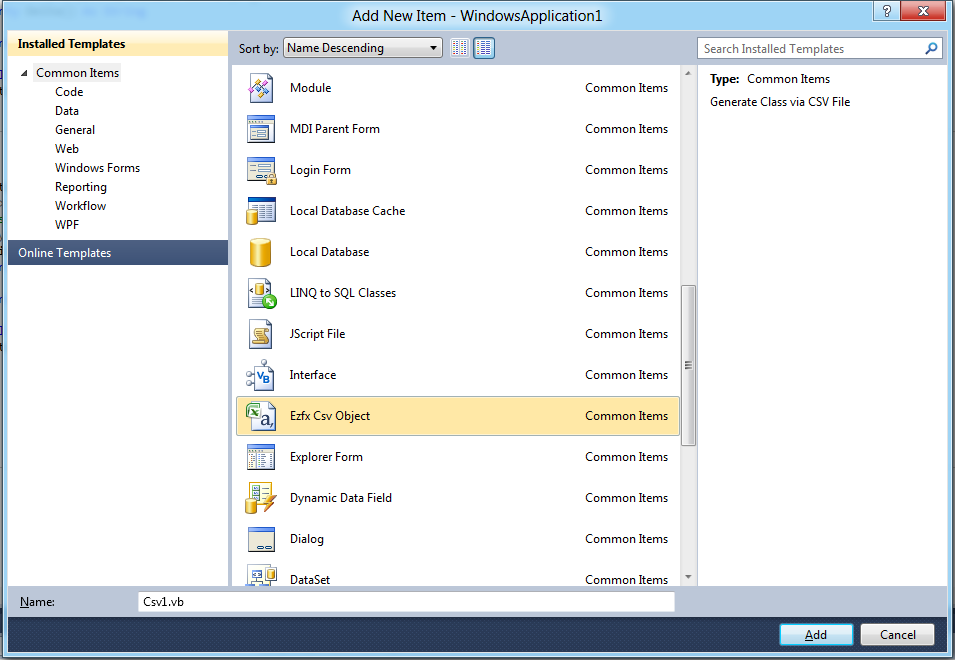 Add New Item - WindowsApplication1
?
Installed Templates
Sort by: Name Descending
Search Installed Templates
Common Items
Code
Data
General
Web
Windows Forms
Reporting
Workflow
WPF
Online Templates
Module Common Items
MDI Parent Form Common Items
Login Form Common Items
Local Database Cache Common Items
Local Database Common Items
LINQ to SQL Classes Common Items
JScript File Common Items
Interface Common Items
Ezfx Csv Object Common Items
Explorer Form Common Items
Dynamic Data Field Common Items
Dialog Common Items
DataSet Common Items
Type: Common Items
Generate Class via CSV File
Name: Csv1.vb
Add Cancel